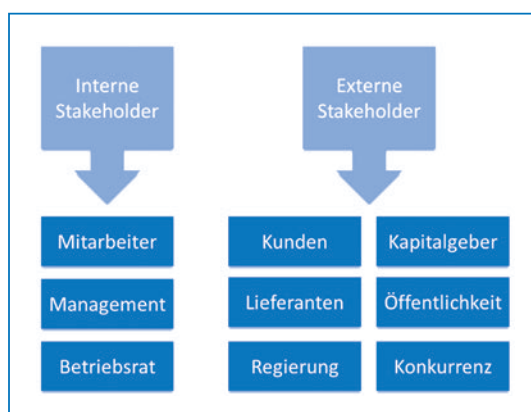 Interne
Stakeholder
Externe
Stakeholder
Mitarbeiter
Management
Betriebsrat
Kunden
Kapitalgeber
Lieferanten
Öffentlichkeit
Regierung
Konkurrenz